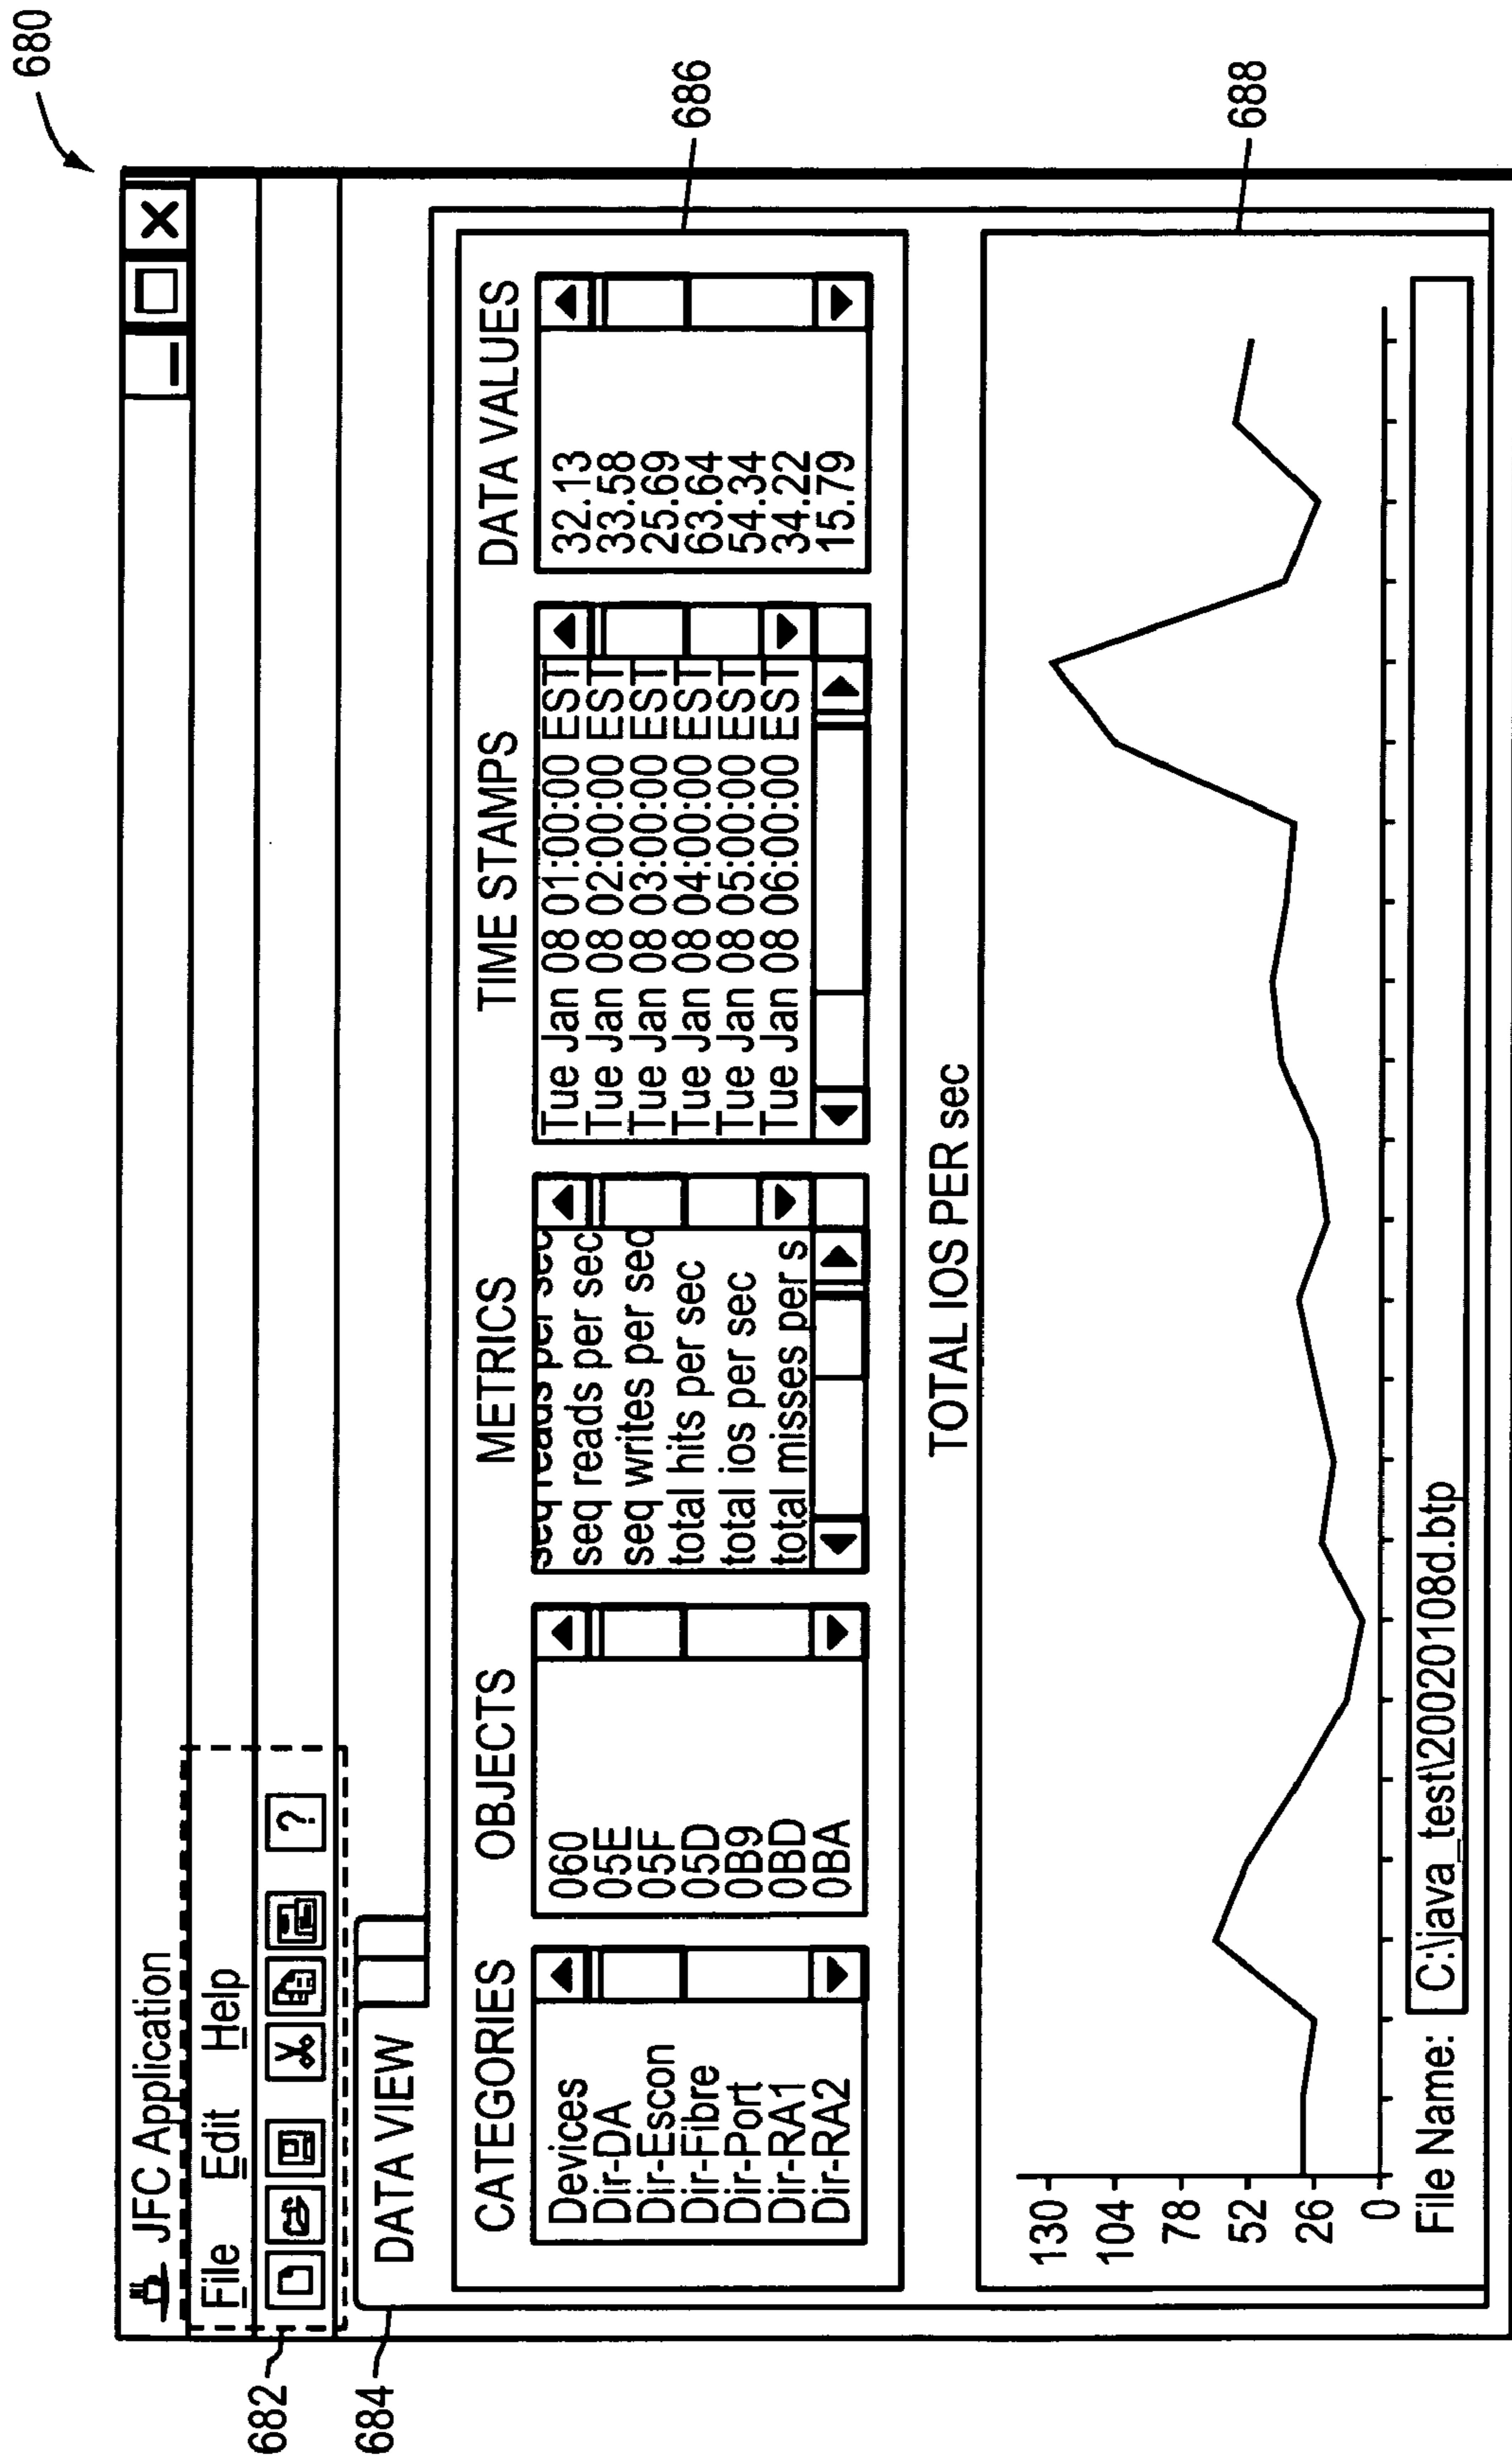 680
JFC Application
File Edit Help
?
682
DATA VIEW
684
CATEGORIES
Devices
Dir-DA
Dir-Escon
Dir-Fibre
Dir-Port
Dir-RA1
Dir-RA2
OBJECTS
060
05E
05F
05D
0B9
0BD
0BA
METRICS
seq reads per sec
seq reads per sec
seq writes per sec
total hits per sec
total ios per sec
total misses per s
TIME STAMPS
Tue Jan 08 01:00:00 EST
Tue Jan 08 02:00:00 EST
Tue Jan 08 03:00:00 EST
Tue Jan 08 04:00:00 EST
Tue Jan 08 05:00:00 EST
Tue Jan 08 06:00:00 EST
DATA VALUES
32.13
33.58
25.69
63.64
54.34
34.22
15.79
686
TOTAL IOS PER sec
130
104
78
52
26
0
688
File Name: C:\java_test\20020108d.btp